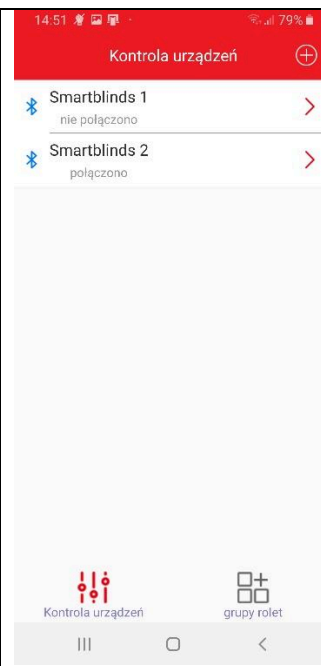 14:51 79%
Kontrola urządzeń
Smartblinds 1
nie połączono
Smartblinds 2
połączono
Kontrola urządzeń grupy rolet